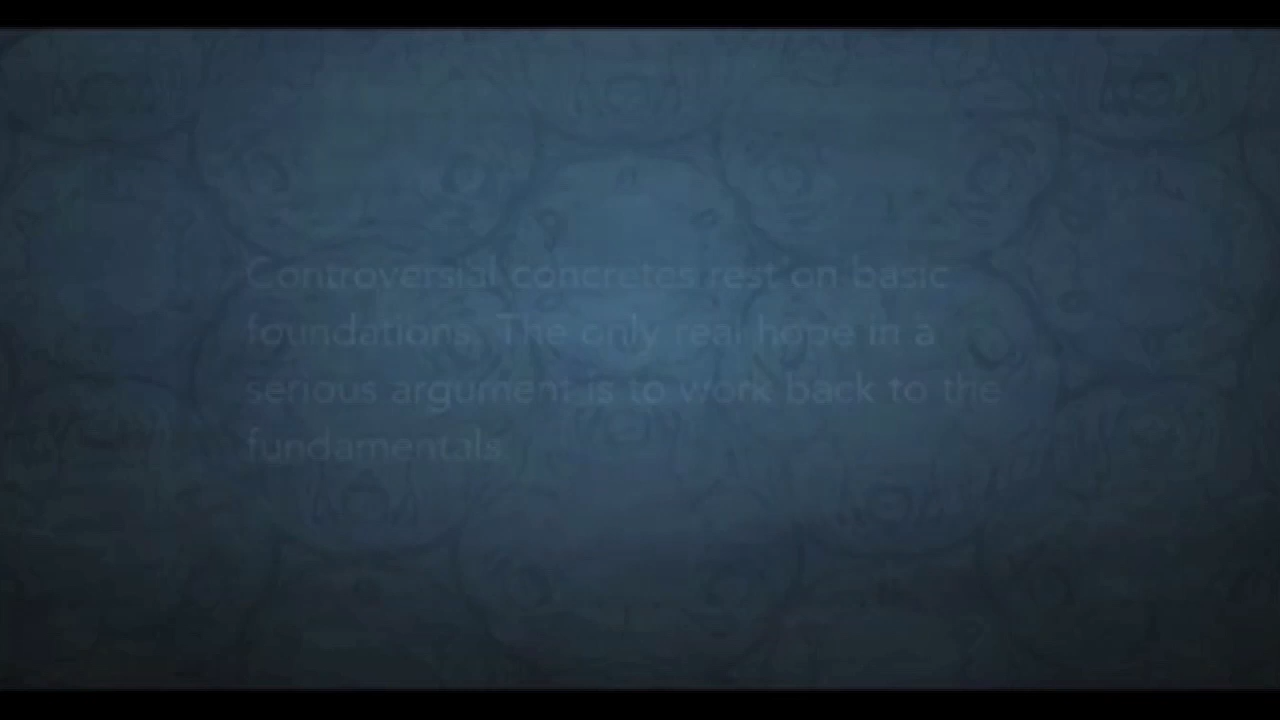 Controversial concretes rest on basic
foundations. The only real hope in a
serious argument is to work back to the
fundamentals.